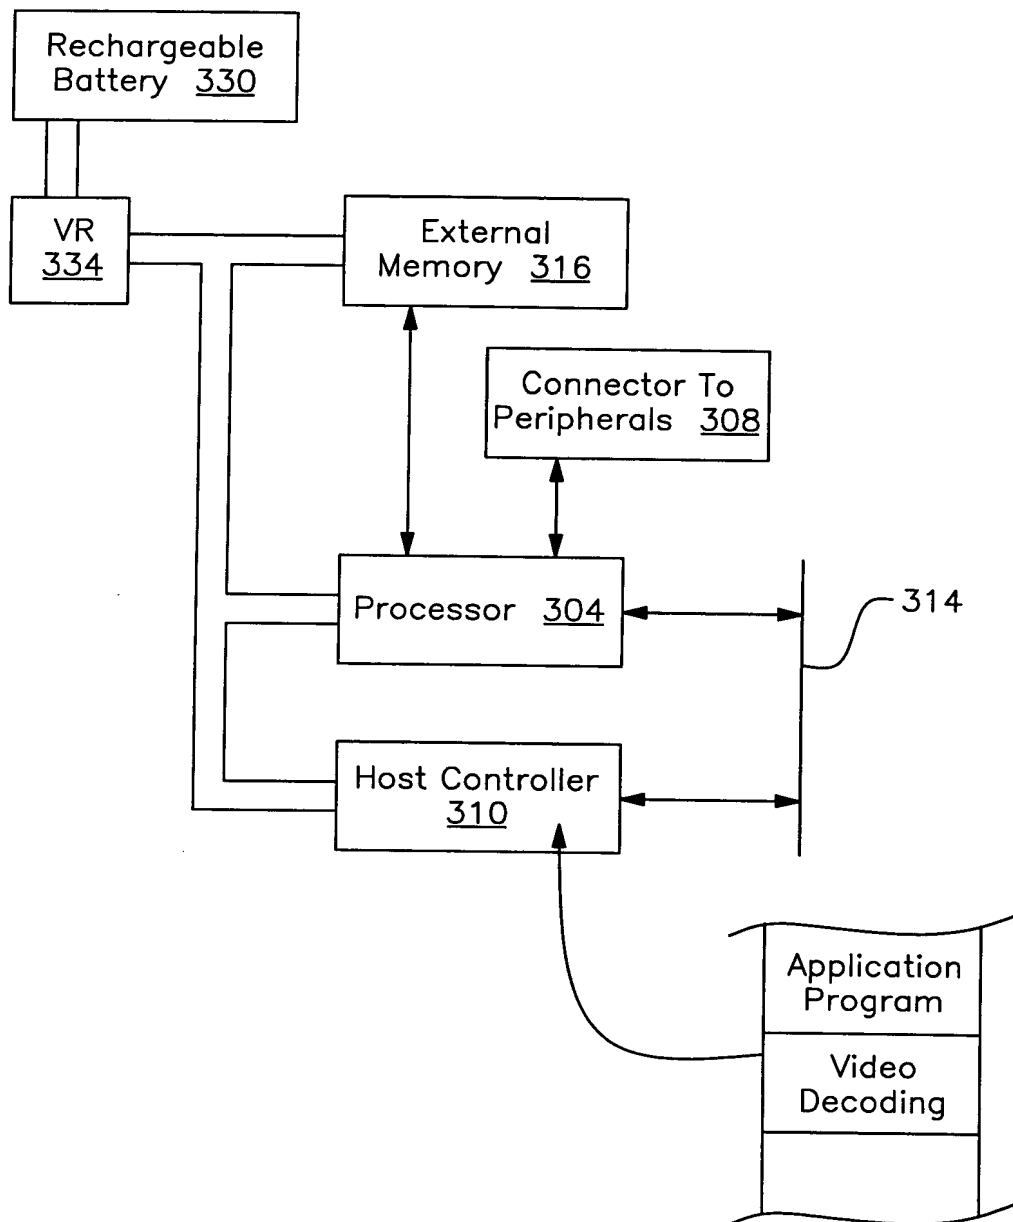 Rechargeable
Battery 330
VR
334
External
Memory 316
Connector To
Peripherals 308
Processor 304
314
Host Controller
310
Application
Program
Video
Decoding